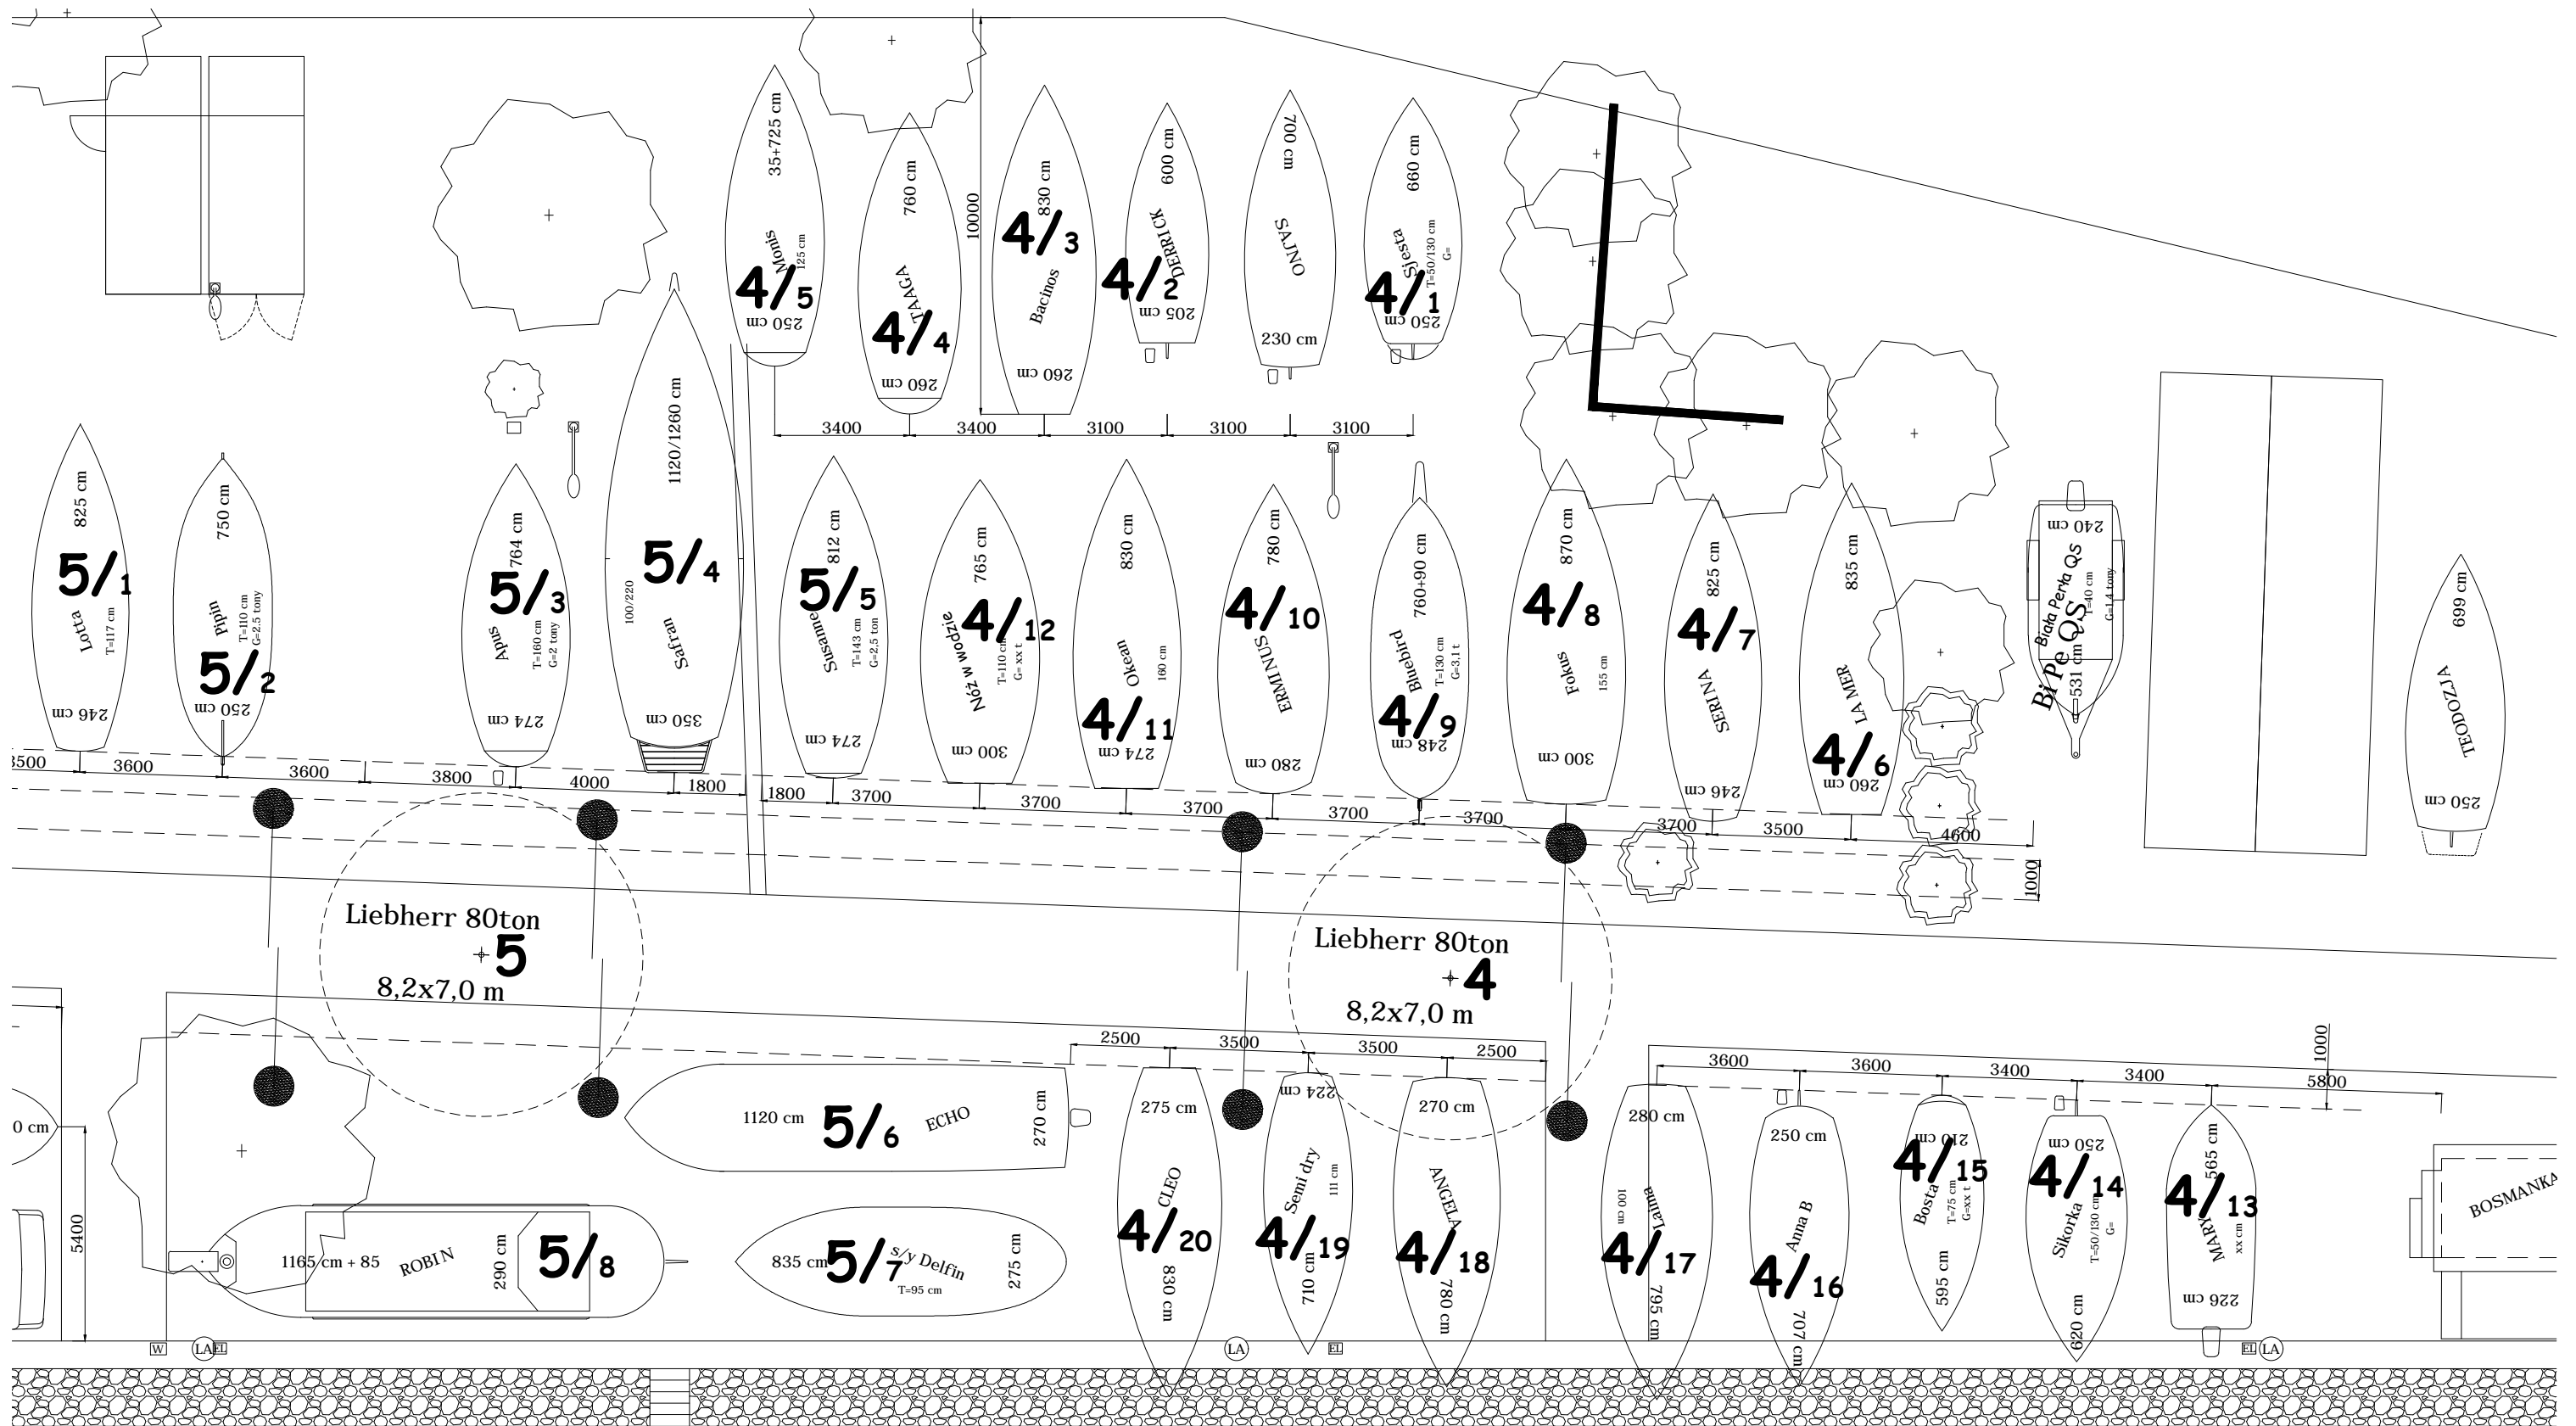 35+725 cm
Monis
125 cm
4/5
250 cm
760 cm
TAAGA
4/4
260 cm
10000
830 cm
4/3
Bacinos
260 cm
600 cm
DERRICK
4/2
205 cm
700 cm
230 cm
660 cm
Sjesta
T=50/130 cm
G=
4/1
250 cm
3400
3400
3100
3100
3100
825 cm
5/1
Lotta
T=117 cm
246 cm
750 cm
Pipin
T=110 cm
G=2.5 tony
5/2
250 cm
764 cm
5/3
Apus
T=160 cm
G=2 tony
274 cm
1120/1260 cm
5/4
100/220
Safran
350 cm
812 cm
5/5
Susanne
T=143 cm
G=2,5 ton
274 cm
765 cm
4/12
Nóż w wodzie
T=110 cm
G= xx t
300 cm
830 cm
Okean
160 cm
4/11
274 cm
780 cm
4/10
ERMINUS
280 cm
760+90 cm
Bluebird
T=130 cm
G=3,1 t
4/9
248 cm
870 cm
4/8
Fokus
155 cm
300 cm
825 cm
4/7
SERINA
246 cm
835 cm
LA MER
4/6
260 cm
240 cm
Biała Perła Qs
T=40 cm
G=1.4 tony
Bi Pe QS
531 cm
699 cm
TEODOZJA
250 cm
3500
3600
3600
3800
4000
1800
1800
3700
3700
3700
3700
3700
3700
3500
4600
1000
Liebherr 80ton
5
8,2x7,0 m
Liebherr 80ton
4
8,2x7,0 m
2500
3500
3500
2500
3600
3600
3400
3400
5800
1000
0 cm
5400
1120 cm
5/6
ECHO
270 cm
1165 cm + 85
ROBIN
290 cm
5/8
835 cm
5/7
s/y Delfin
T=95 cm
275 cm
275 cm
CLEO
4/20
830 cm
224 cm
Semi dry
111 cm
4/19
710 cm
270 cm
ANGELA
4/18
780 cm
280 cm
100 cm
Laima
4/17
795 cm
250 cm
Anna B
4/16
707 cm
210 cm
4/15
Bosta
T=75 cm
G=xx t
595 cm
250 cm
4/14
Sikorka
T=50/130 cm
G=
620 cm
565 cm
4/13
MARY
xx cm
226 cm
BOSMANKA
W
LA
EL
LA
EL
EL
LA